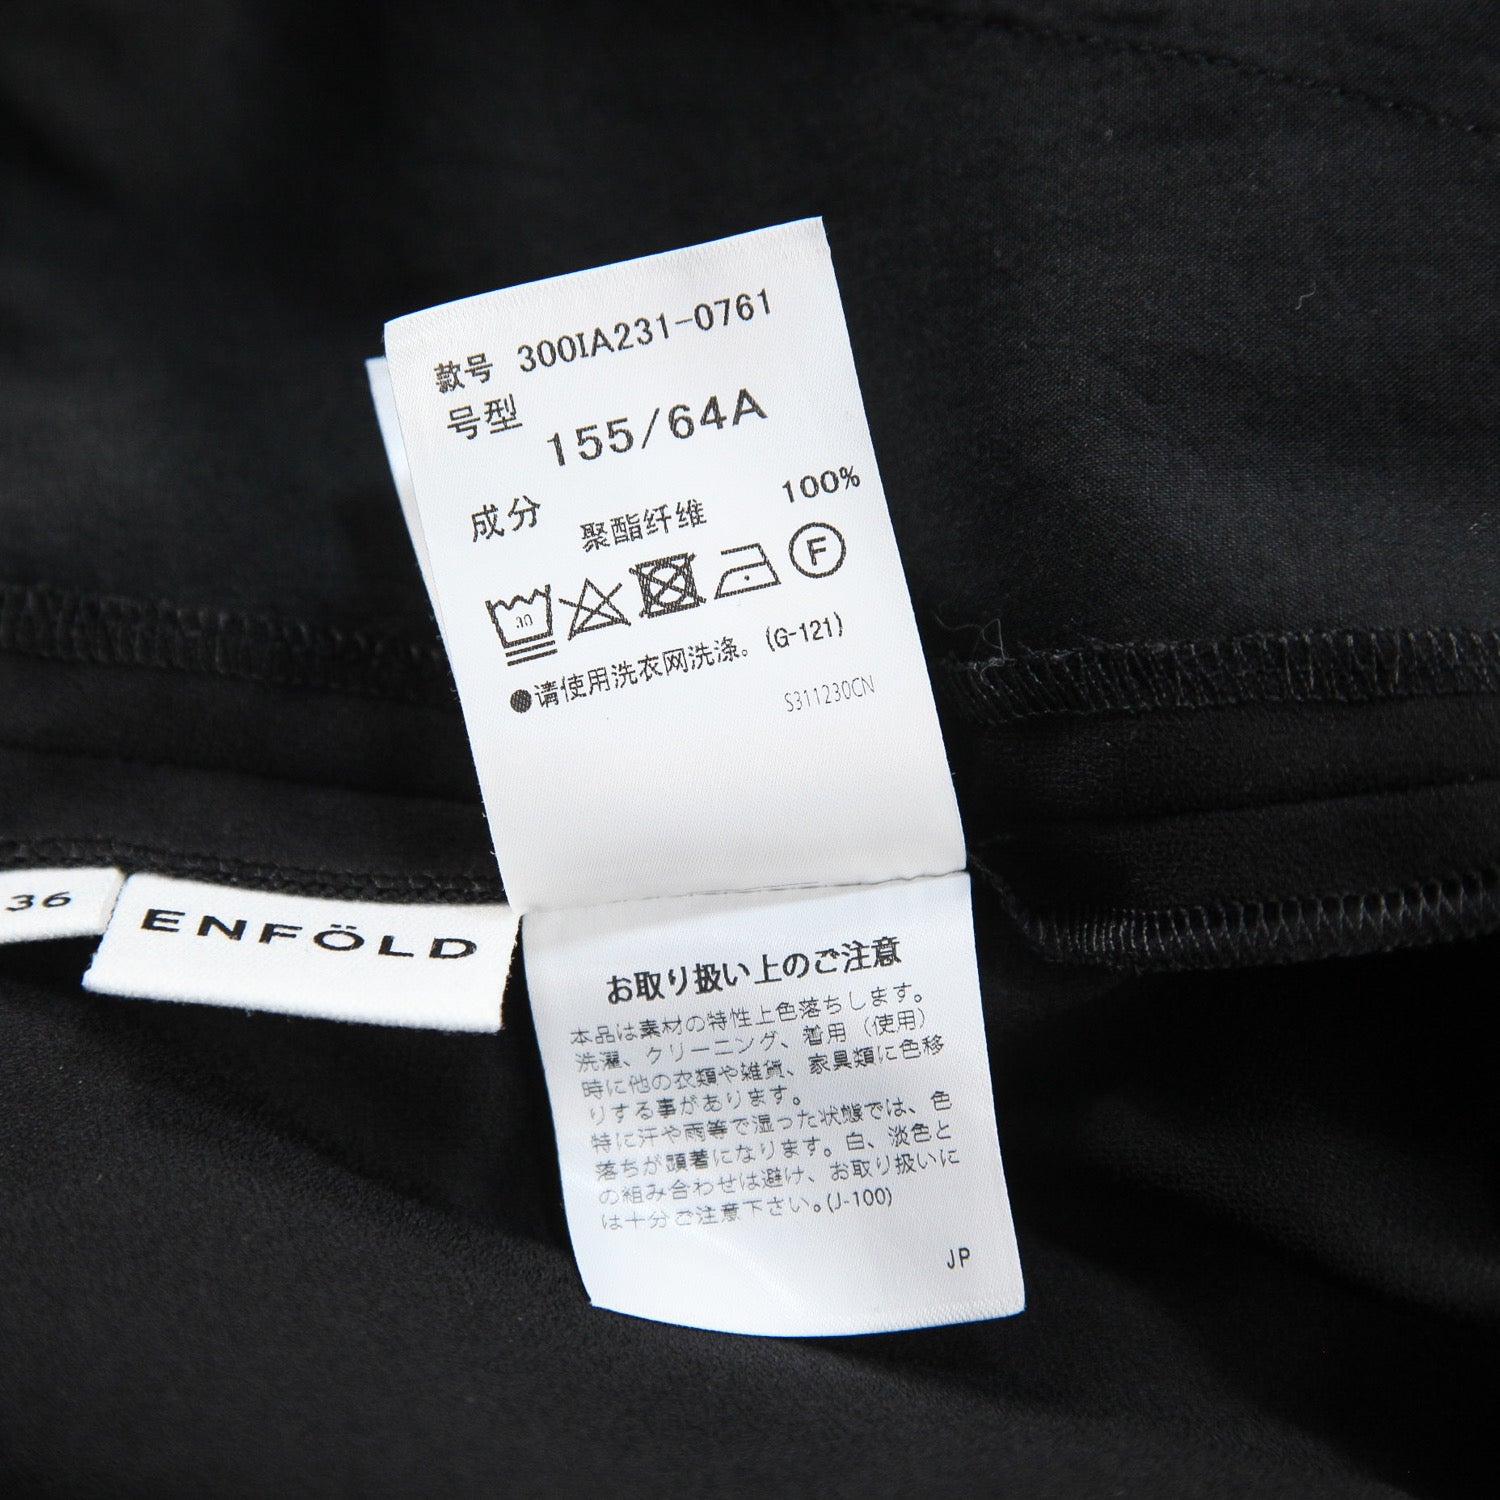 款号 300IA231-0761
号型 155/64A
成分 聚酯纤维 100%
30
F
●请使用洗衣网洗涤。(G-121)
S311230CN
36
ENFÖLD
お取り扱い上のご注意
本品は素材の特性上色落ちします。
洗濯、クリーニング、着用（使用）
時に他の衣類や雑貨、家具類に色移
りする事があります。
特に汗や雨等で湿った状態では、色
落ちが顕著になります。白、淡色と
の組み合わせは避け、お取り扱いに
は十分ご注意下さい。(J-100)
JP